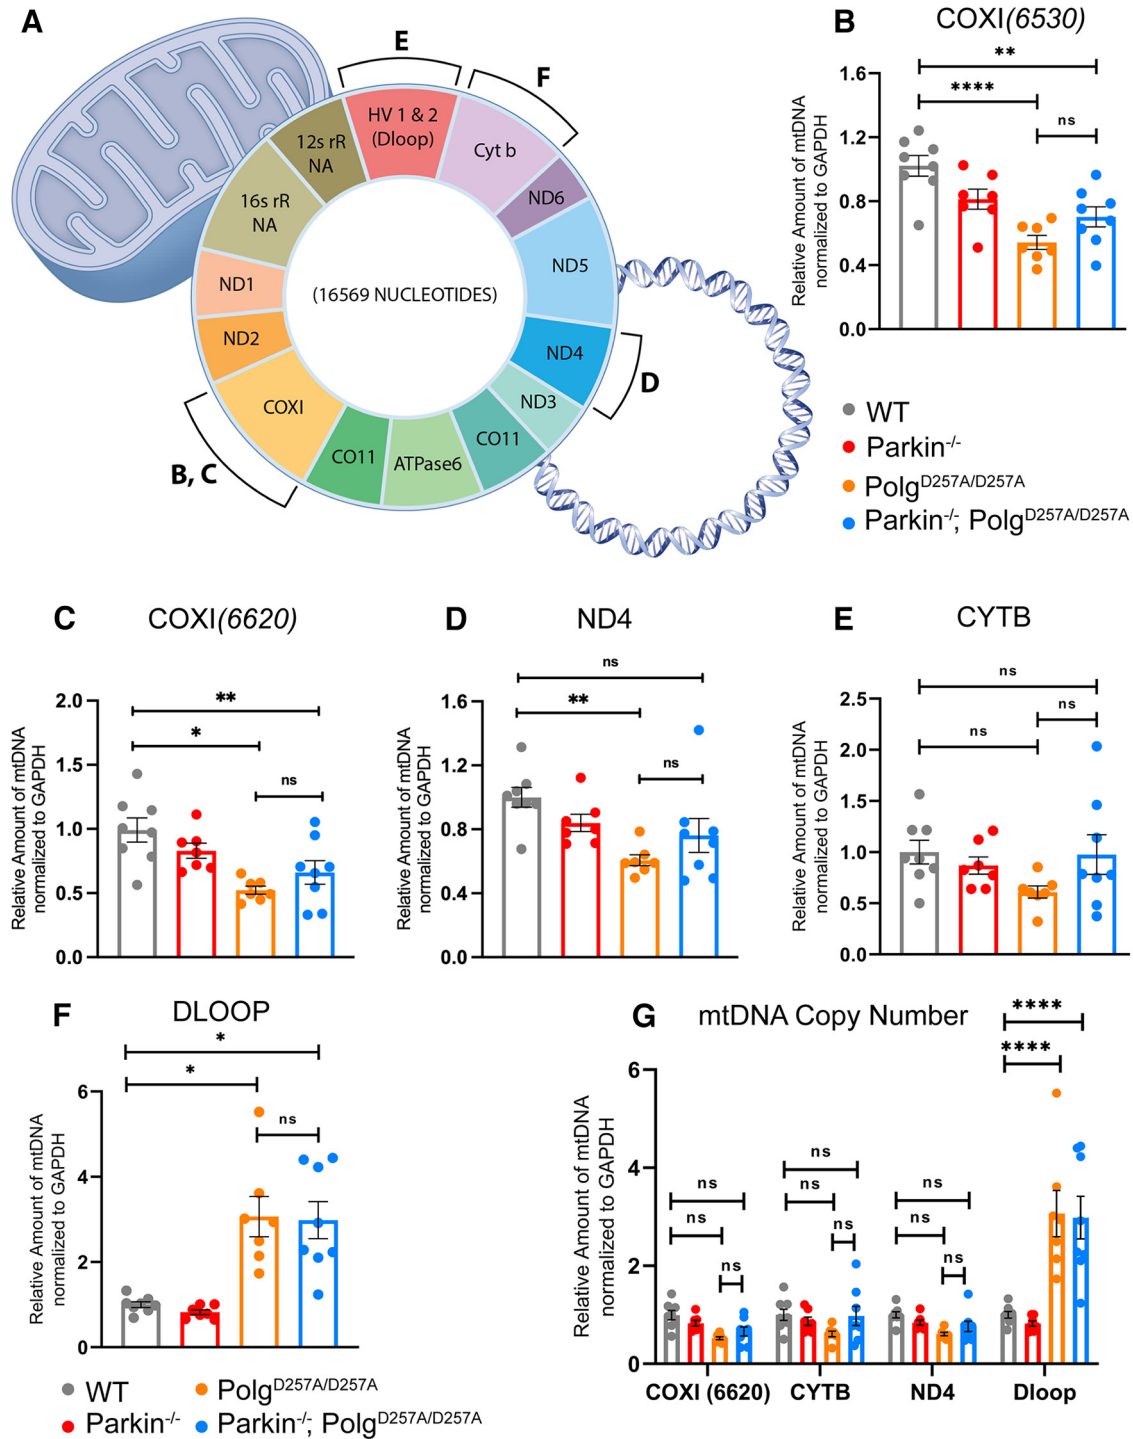 A
E
F
HV 1 & 2
(Dloop)
Cyt b
12s rR
NA
ND6
16s rR
NA
ND5
ND1
(16569 NUCLEOTIDES)
ND2
ND4
D
ND3
COXI
CO11
CO11
ATPase6
B, C
B
COXI(6530)
**
****
ns
Relative Amount of mtDNA
normalized to GAPDH
1.6
1.2
0.8
0.4
0.0
WT
Parkin-/-
PolgD257A/D257A
Parkin-/-; PolgD257A/D257A
C
COXI(6620)
**
*
ns
Relative Amount of mtDNA
normalized to GAPDH
2.0
1.5
1.0
0.5
0.0
D
ND4
ns
**
ns
Relative Amount of mtDNA
normalized to GAPDH
1.6
1.2
0.8
0.4
0.0
E
CYTB
ns
ns
ns
Relative Amount of mtDNA
normalized to GAPDH
2.5
2.0
1.5
1.0
0.5
0.0
F
DLOOP
*
*
ns
Relative Amount of mtDNA
normalized to GAPDH
6
4
2
0
WT
PolgD257A/D257A
Parkin-/-
Parkin-/-; PolgD257A/D257A
G
mtDNA Copy Number
****
****
ns
ns
ns
ns
ns
ns
ns
ns
ns
Relative Amount of mtDNA
normalized to GAPDH
6
4
2
0
COXI (6620)
CYTB
ND4
Dloop